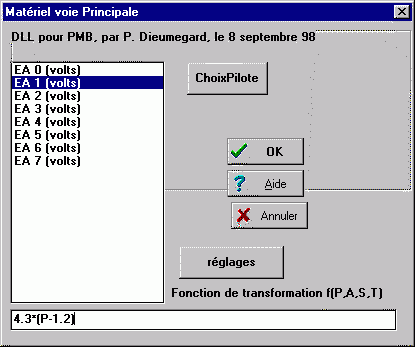 Matériel voie Principale
DLL pour PMB, par P. Dieumegard, le 8 septembre 98
EA 0 (volts)
EA 1 (volts)
EA 2 (volts)
EA 3 (volts)
EA 4 (volts)
EA 5 (volts)
EA 6 (volts)
EA 7 (volts)
ChoixPilote
OK
Aide
Annuler
réglages
Fonction de transformation f(P,A,S,T)
4.3*(P-1.2)